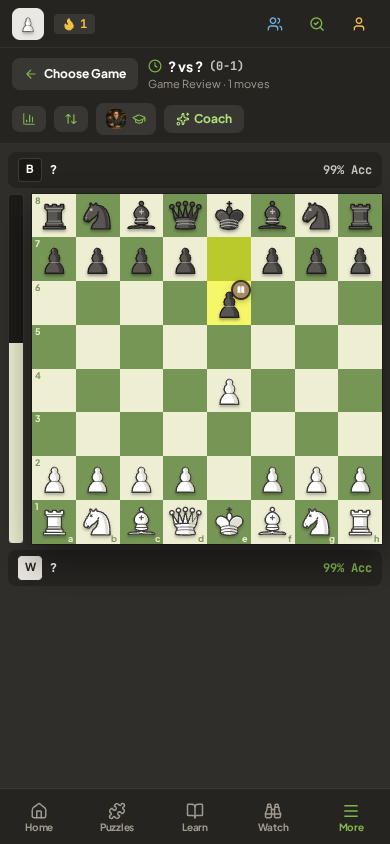 1
Choose Game
? vs ? (0-1)
Game Review · 1 moves
Coach
B ? 99% Acc
8
7
6
5
4
3
2
1
a b c d e f g h
W ? 99% Acc
Home Puzzles Learn Watch More